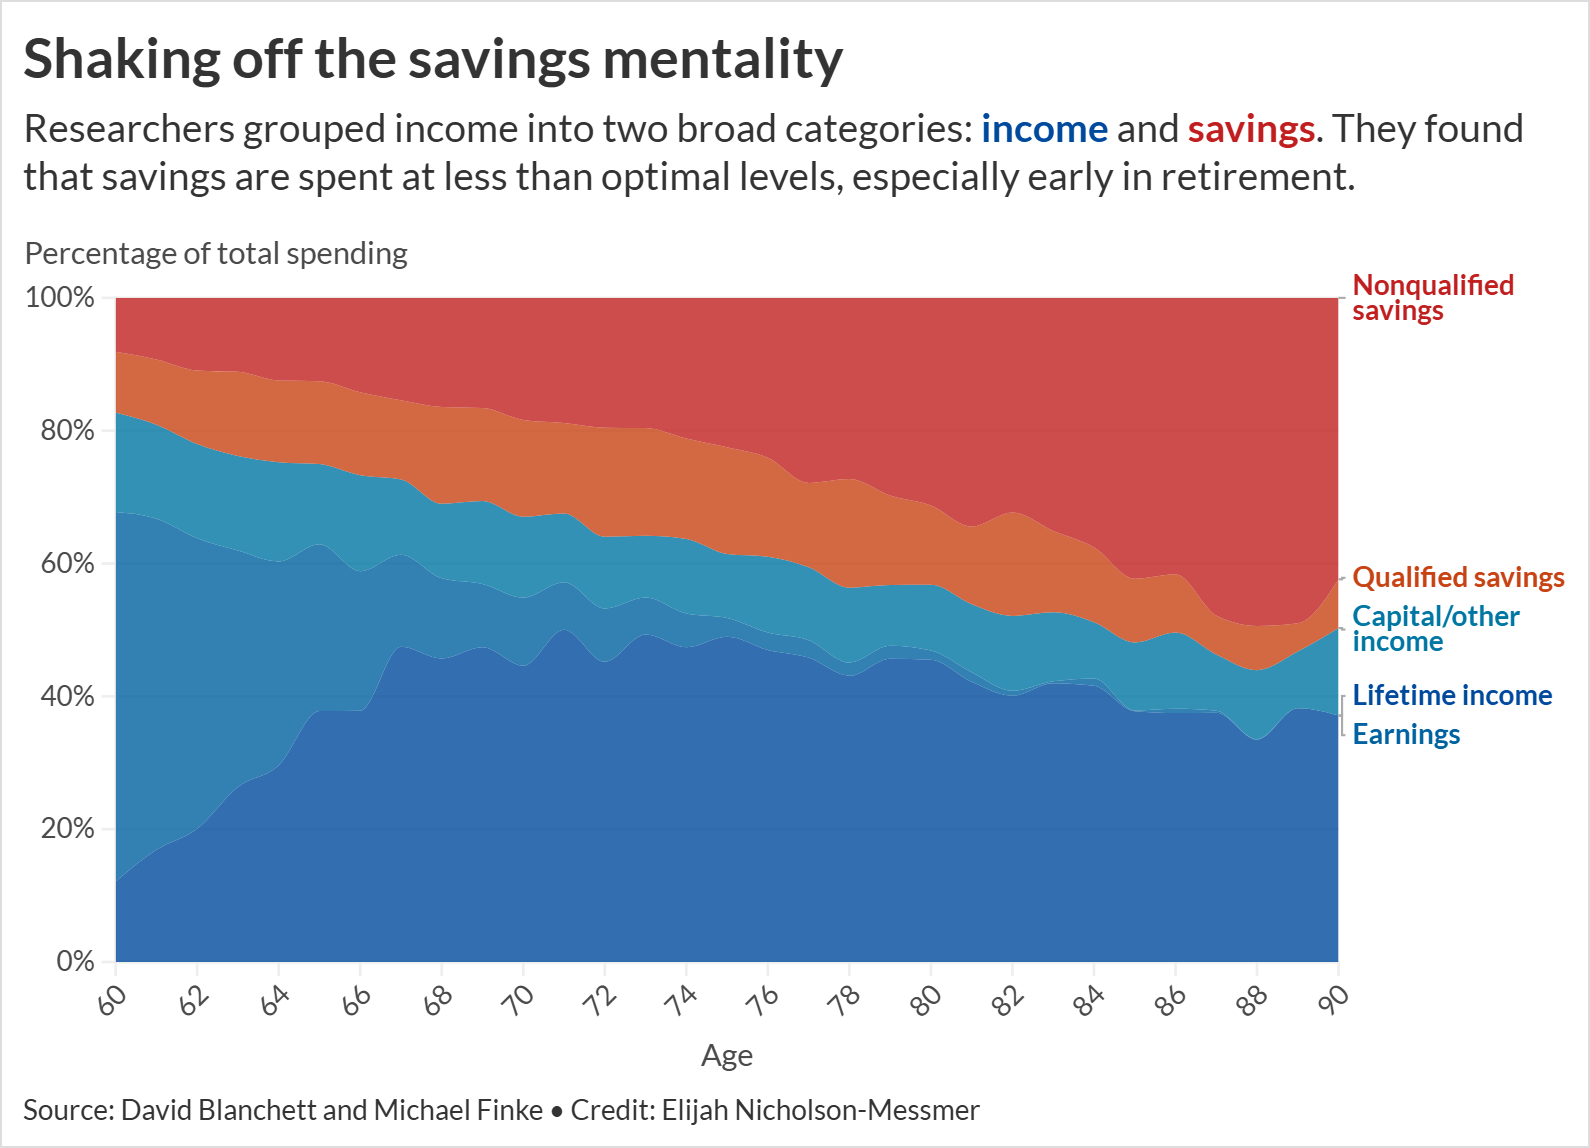 Shaking off the savings mentality
Researchers grouped income into two broad categories: income and savings. They found
that savings are spent at less than optimal levels, especially early in retirement.
Percentage of total spending
100%
80%
60%
40%
20%
0%
Nonqualified
savings
Qualified savings
Capital/other
income
Lifetime income
Earnings
60
62
64
66
68
70
72
74
76
78
80
82
84
86
88
90
Age
Source: David Blanchett and Michael Finke • Credit: Elijah Nicholson-Messmer